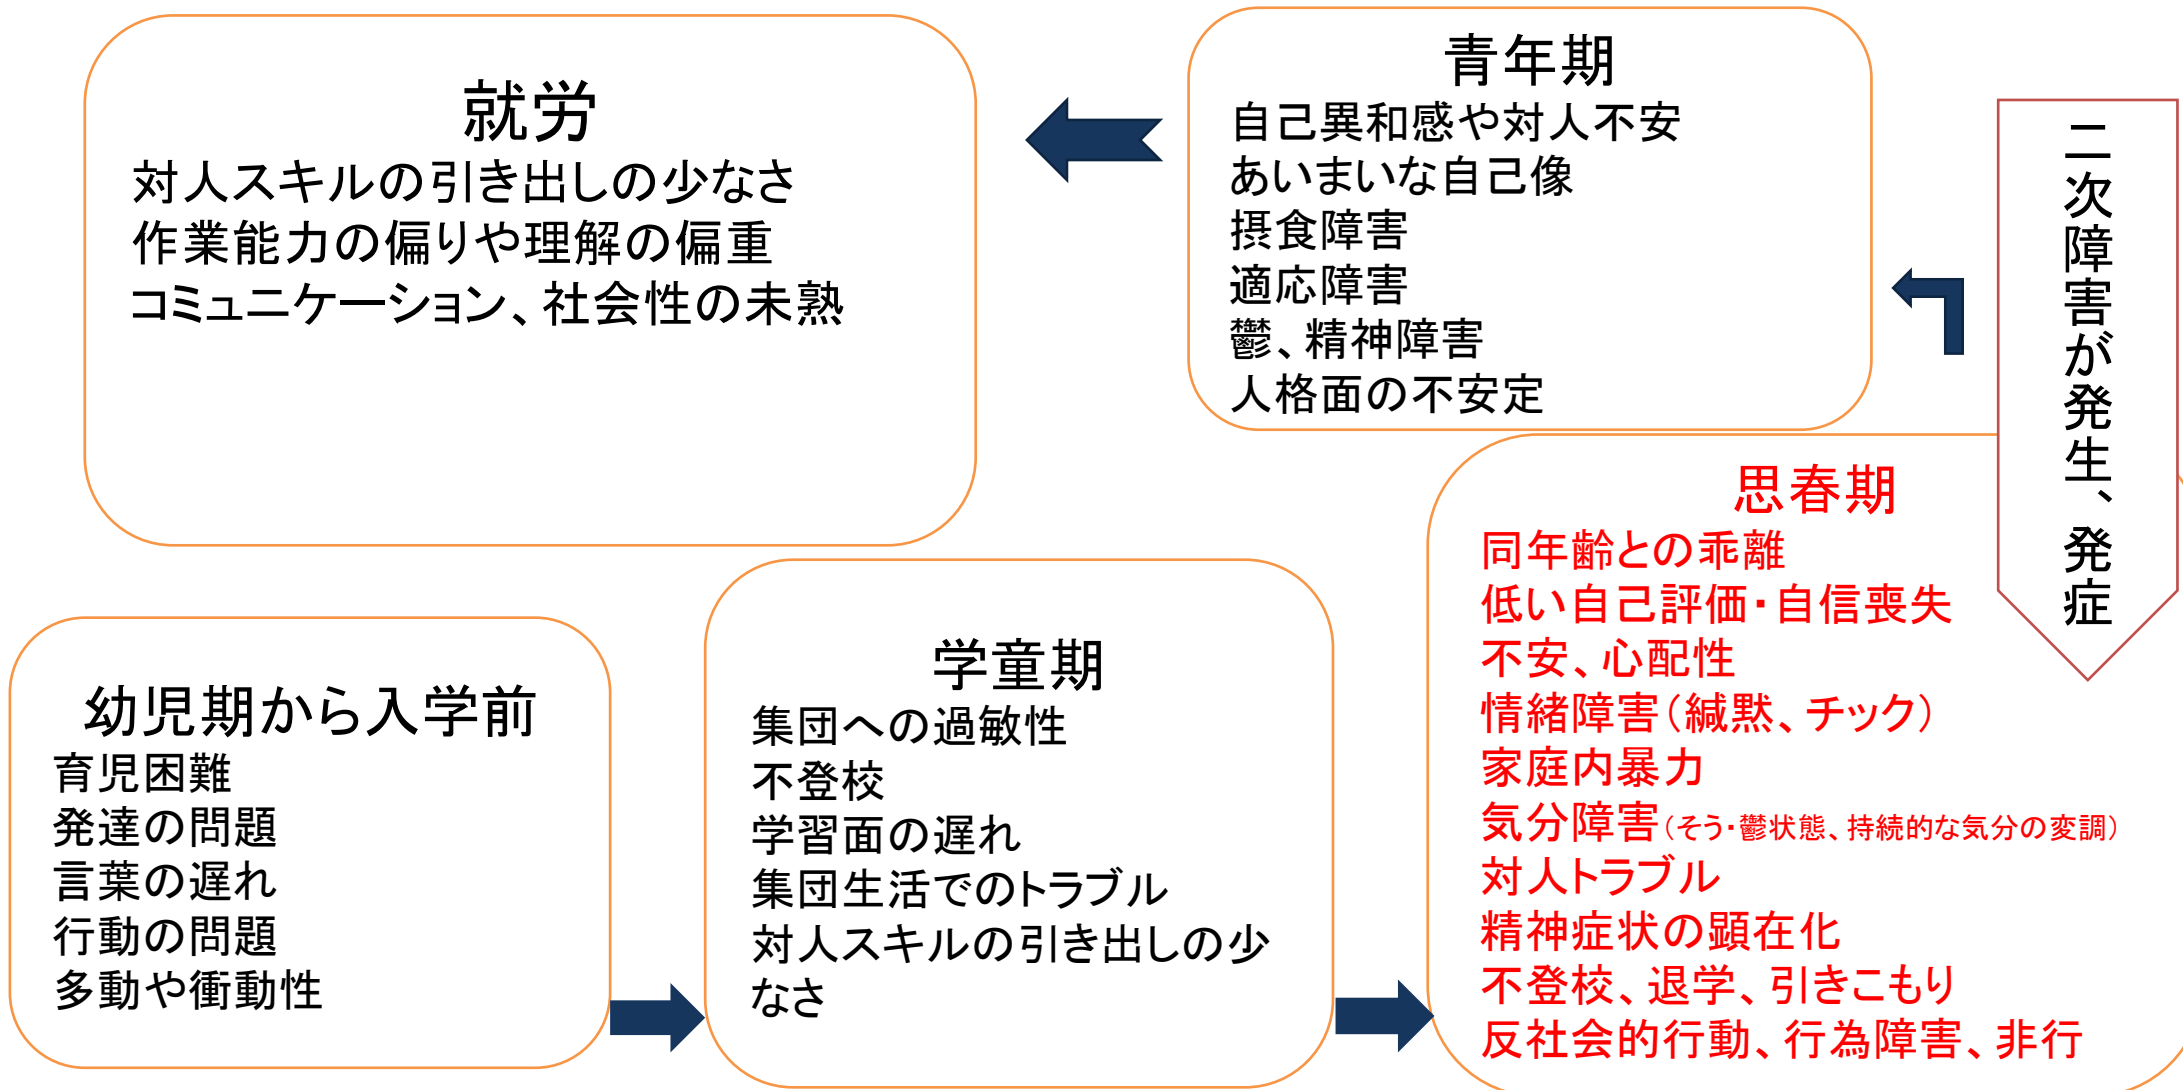 就労
対人スキルの引き出しの少なさ
作業能力の偏りや理解の偏重
コミュニケーション、社会性の未熟
青年期
自己異和感や対人不安
あいまいな自己像
摂食障害
適応障害
鬱、精神障害
人格面の不安定
二次障害が発生、発症
幼児期から入学前
育児困難
発達の問題
言葉の遅れ
行動の問題
多動や衝動性
学童期
集団への過敏性
不登校
学習面の遅れ
集団生活でのトラブル
対人スキルの引き出しの少
なさ
思春期
同年齢との乖離
低い自己評価・自信喪失
不安、心配性
情緒障害（緘黙、チック）
家庭内暴力
気分障害（そう・鬱状態、持続的な気分の変調）
対人トラブル
精神症状の顕在化
不登校、退学、引きこもり
反社会的行動、行為障害、非行